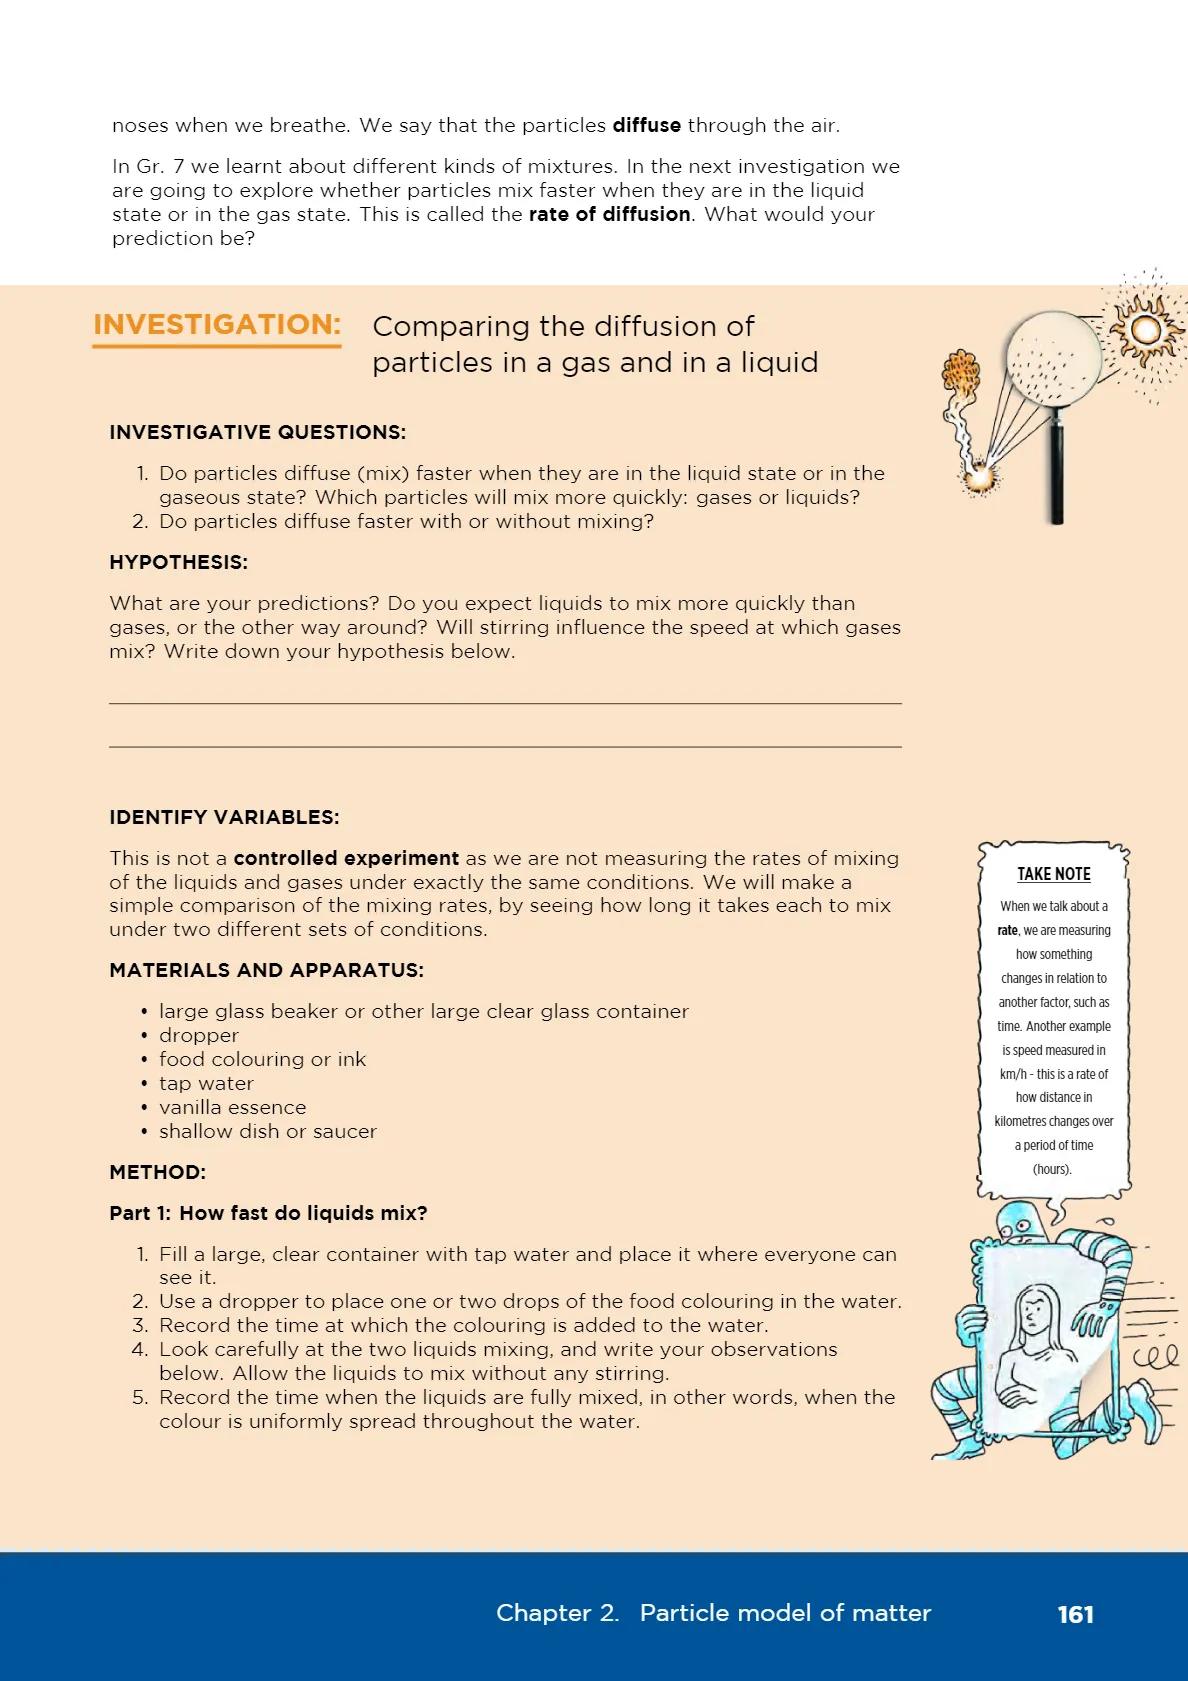 noses when we breathe. We say that the particles diffuse through the air.
In Gr. 7 we learnt about different kinds of mixtures. In the next investigation we
are going to explore whether particles mix faster when they are in the liquid
state or in the gas state. This is called the rate of diffusion. What would your
prediction be?
INVESTIGATION: Comparing the diffusion of
particles in a gas and in a liquid
INVESTIGATIVE QUESTIONS:
1. Do particles diffuse (mix) faster when they are in the liquid state or in the
gaseous state? Which particles will mix more quickly: gases or liquids?
2. Do particles diffuse faster with or without mixing?
HYPOTHESIS:
What are your predictions? Do you expect liquids to mix more quickly than
gases, or the other way around? Will stirring influence the speed at which gases
mix? Write down your hypothesis below.
IDENTIFY VARIABLES:
This is not a controlled experiment as we are not measuring the rates of mixing
of the liquids and gases under exactly the same conditions. We will make a
simple comparison of the mixing rates, by seeing how long it takes each to mix
under two different sets of conditions.
MATERIALS AND APPARATUS:
• large glass beaker or other large clear glass container
• dropper
• food colouring or ink
• tap water
• vanilla essence
• shallow dish or saucer
METHOD:
Part 1: How fast do liquids mix?
1. Fill a large, clear container with tap water and place it where everyone can
see it.
2. Use a dropper to place one or two drops of the food colouring in the water.
3. Record the time at which the colouring is added to the water.
4. Look carefully at the two liquids mixing, and write your observations
below. Allow the liquids to mix without any stirring.
5. Record the time when the liquids are fully mixed, in other words, when the
colour is uniformly spread throughout the water.
TAKE NOTE
When we talk about a
rate, we are measuring
how something
changes in relation to
another factor, such as
time. Another example
is speed measured in
km/h - this is a rate of
how distance in
kilometres changes over
a period of time
(hours).
Chapter 2. Particle model of matter 161